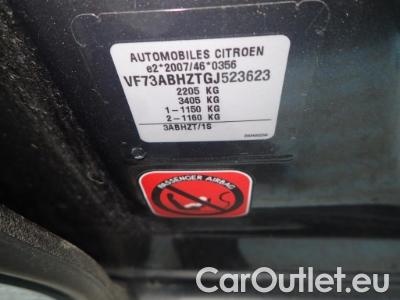 AUTOMOBILES CITROEN
e2*2007/46*0356
VF73ABHZTGJ523623
2205 KG
3405 KG
1-1150 KG
2-1160 KG
3ABHZT/1S
PASSENGER AIRBAG
CarOutlet.eu